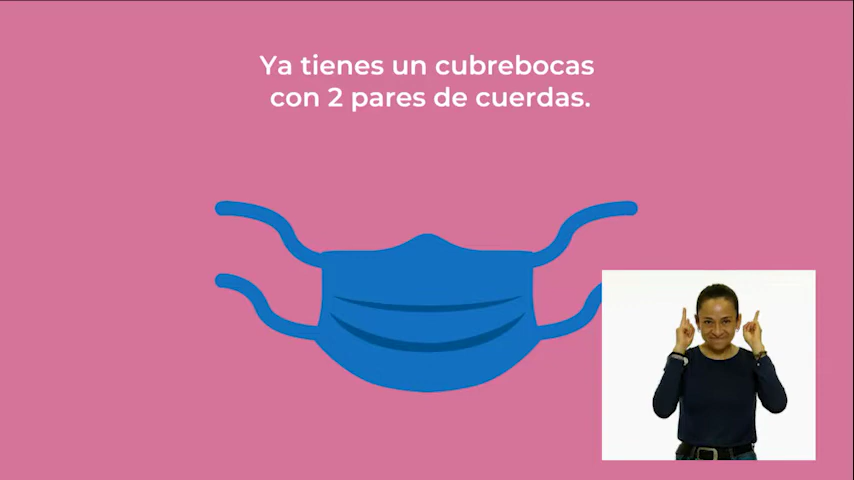 Ya tienes un cubrebocas
con 2 pares de cuerdas.